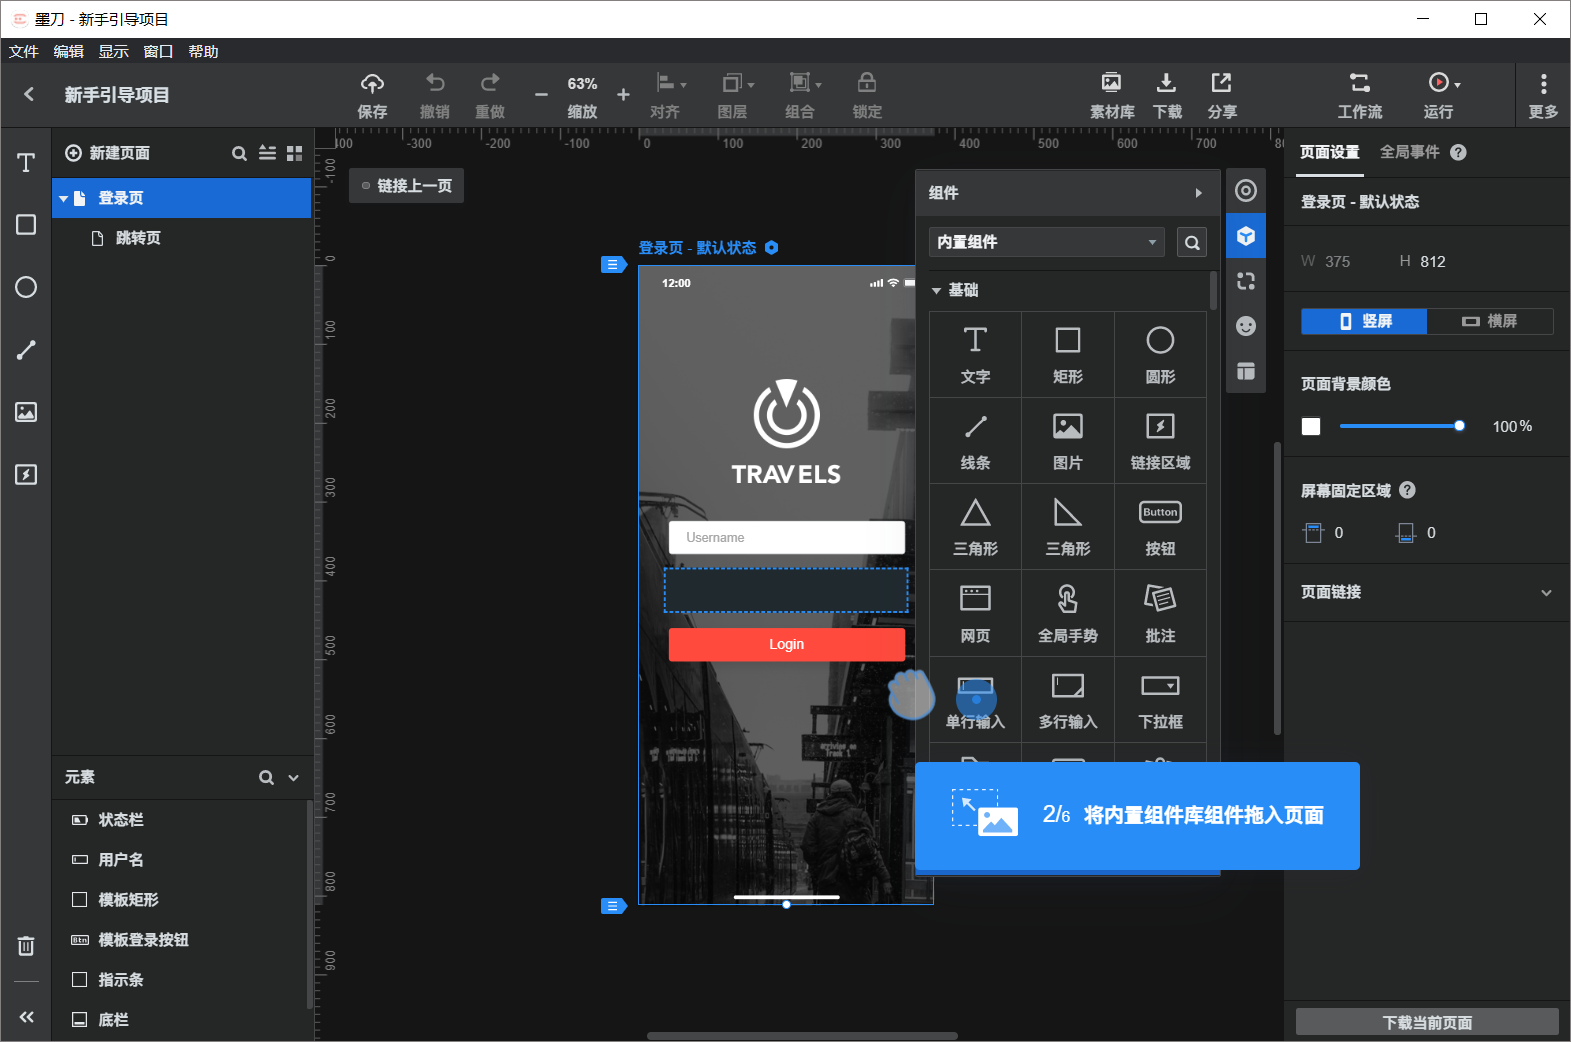 墨刀 - 新手引导项目
文件 编辑 显示 窗口 帮助
新手引导项目
保存
撤销
重做
63%
缩放
对齐
图层
组合
锁定
素材库
下载
分享
工作流
运行
更多
新建页面
登录页
跳转页
元素
状态栏
用户名
模板矩形
Btn 模板登录按钮
指示条
底栏
00 -300 -200 -100 0 100 200 300 400 500 600 700 80
-100
0
100
200
300
400
500
600
700
800
900
链接上一页
登录页 - 默认状态
12:00
TRAVELS
Username
Login
arriving on
Track 1
组件
内置组件
基础
文字
矩形
圆形
线条
图片
链接区域
三角形
三角形
Button
按钮
网页
全局手势
批注
单行输入
多行输入
下拉框
2/6 将内置组件库组件拖入页面
页面设置
全局事件 ?
登录页 - 默认状态
W 375
H 812
竖屏
横屏
页面背景颜色
100%
屏幕固定区域 ?
0
0
页面链接
下载当前页面